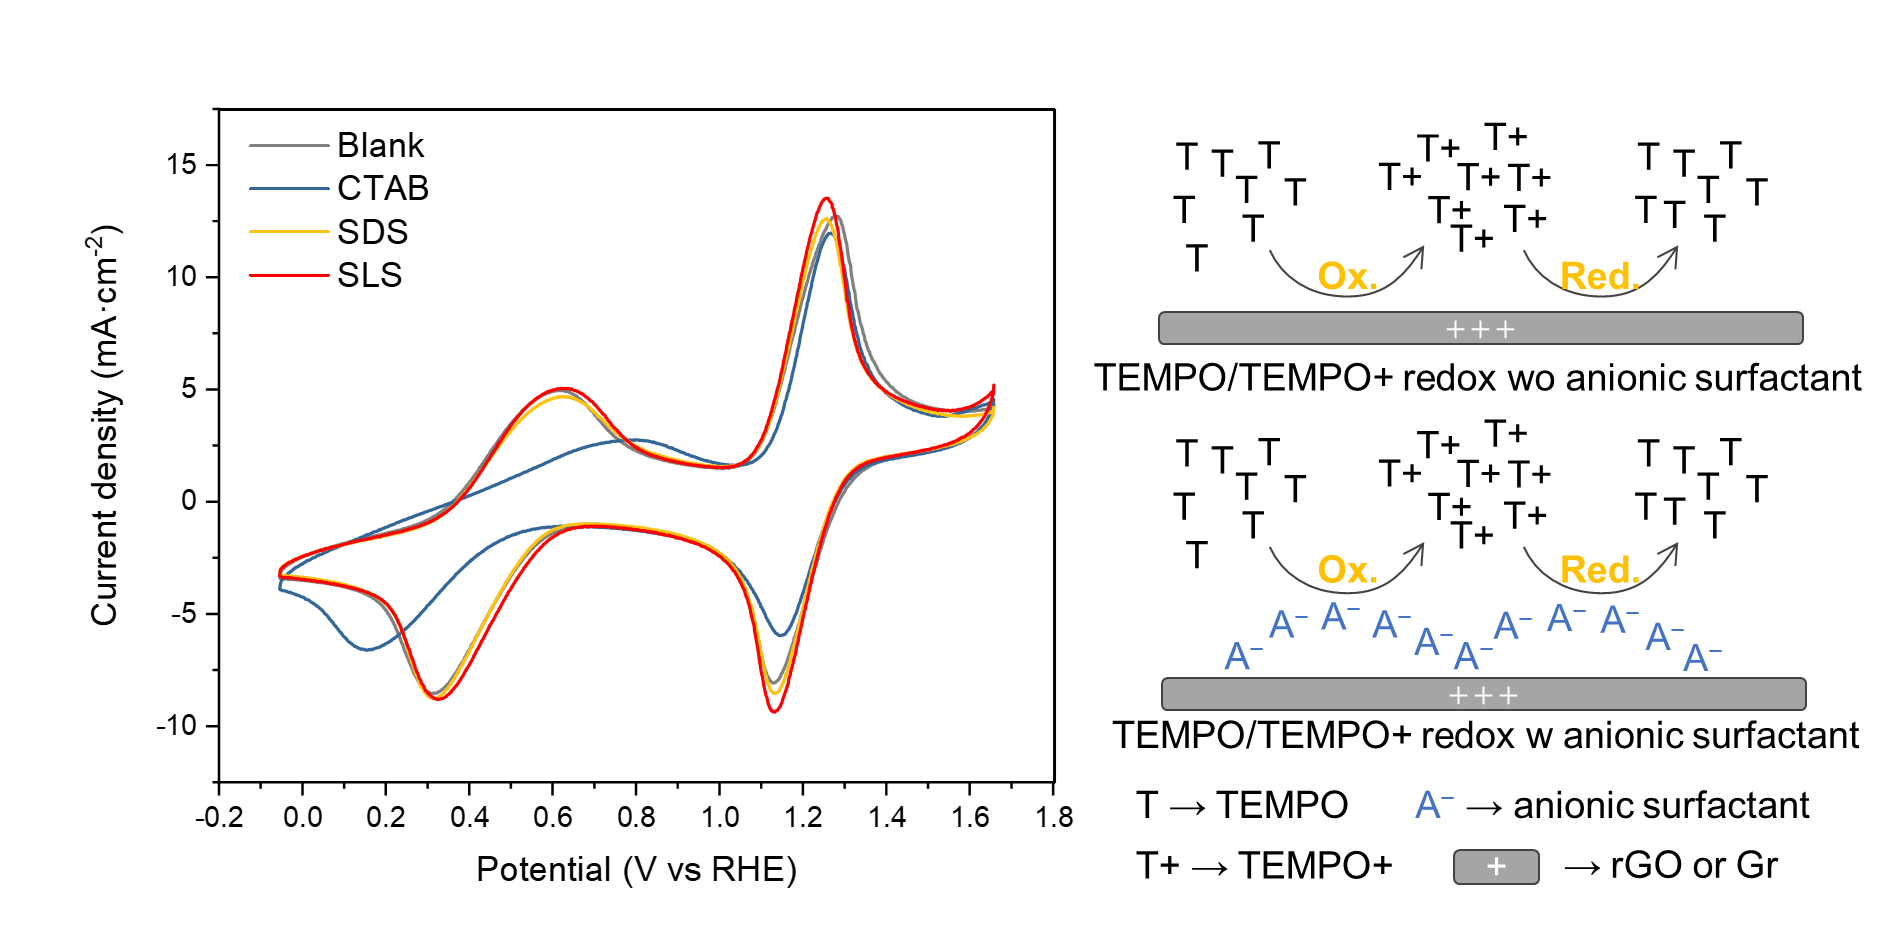 Blank
CTAB
SDS
SLS
15
10
5
0
-5
-10
Current density (mA·cm-2)
-0.2 0.0 0.2 0.4 0.6 0.8 1.0 1.2 1.4 1.6 1.8
Potential (V vs RHE)
T T T T T T T T
T+ T+ T+ T+ T+ T+ T+ T+
T T T T T T T T
Ox. Red.
+++
TEMPO/TEMPO+ redox wo anionic surfactant
T T T T T T T T
T+ T+ T+ T+ T+ T+ T+ T+
T T T T T T T T
Ox. Red.
A− A− A− A− A− A− A− A− A− A− A−
+++
TEMPO/TEMPO+ redox w anionic surfactant
T → TEMPO A− → anionic surfactant
T+ → TEMPO+ + → rGO or Gr